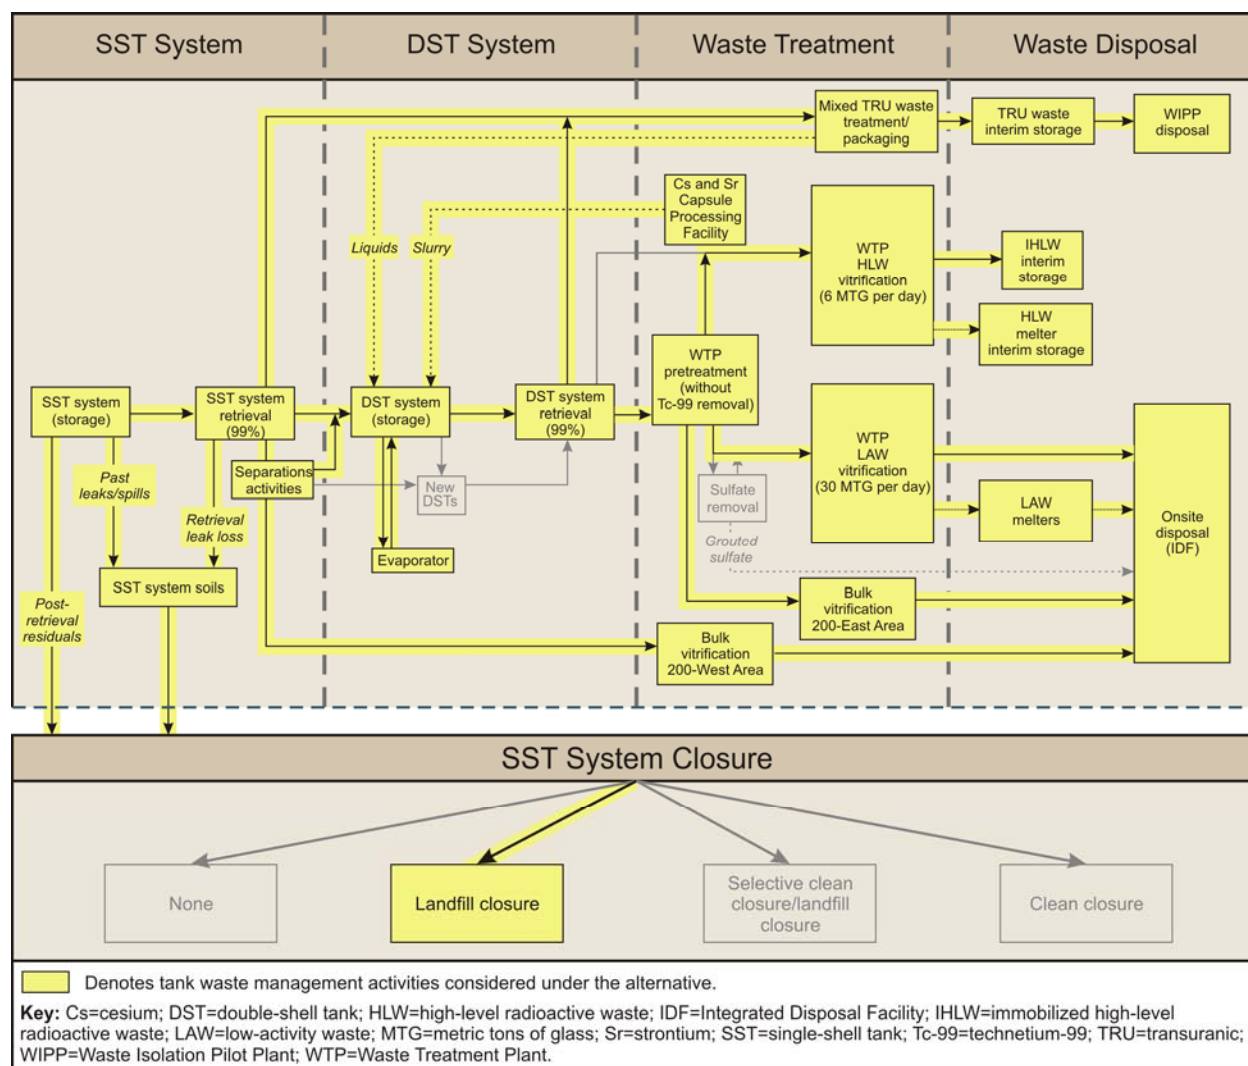 SST System
DST System
Waste Treatment
Waste Disposal
Mixed TRU waste
treatment/
packaging
TRU waste
interim storage
WIPP
disposal
Cs and Sr
Capsule
Processing
Facility
Liquids
Slurry
WTP
HLW
vitrification
(6 MTG per day)
IHLW
interim
storage
HLW
melter
interim storage
SST system
(storage)
SST system
retrieval
(99%)
DST system
(storage)
DST system
retrieval
(99%)
WTP
pretreatment
(without
Tc-99 removal)
Separations
activities
New
DSTs
Past
leaks/spills
Retrieval
leak loss
Evaporator
SST system soils
Post-
retrieval
residuals
Sulfate
removal
Grouted
sulfate
WTP
LAW
vitrification
(30 MTG per day)
LAW
melters
Onsite
disposal
(IDF)
Bulk
vitrification
200-East Area
Bulk
vitrification
200-West Area
SST System Closure
None
Landfill closure
Selective clean
closure/landfill
closure
Clean closure
Denotes tank waste management activities considered under the alternative.
Key: Cs=cesium; DST=double-shell tank; HLW=high-level radioactive waste; IDF=Integrated Disposal Facility; IHLW=immobilized high-level
radioactive waste; LAW=low-activity waste; MTG=metric tons of glass; Sr=strontium; SST=single-shell tank; Tc-99=technetium-99; TRU=transuranic;
WIPP=Waste Isolation Pilot Plant; WTP=Waste Treatment Plant.